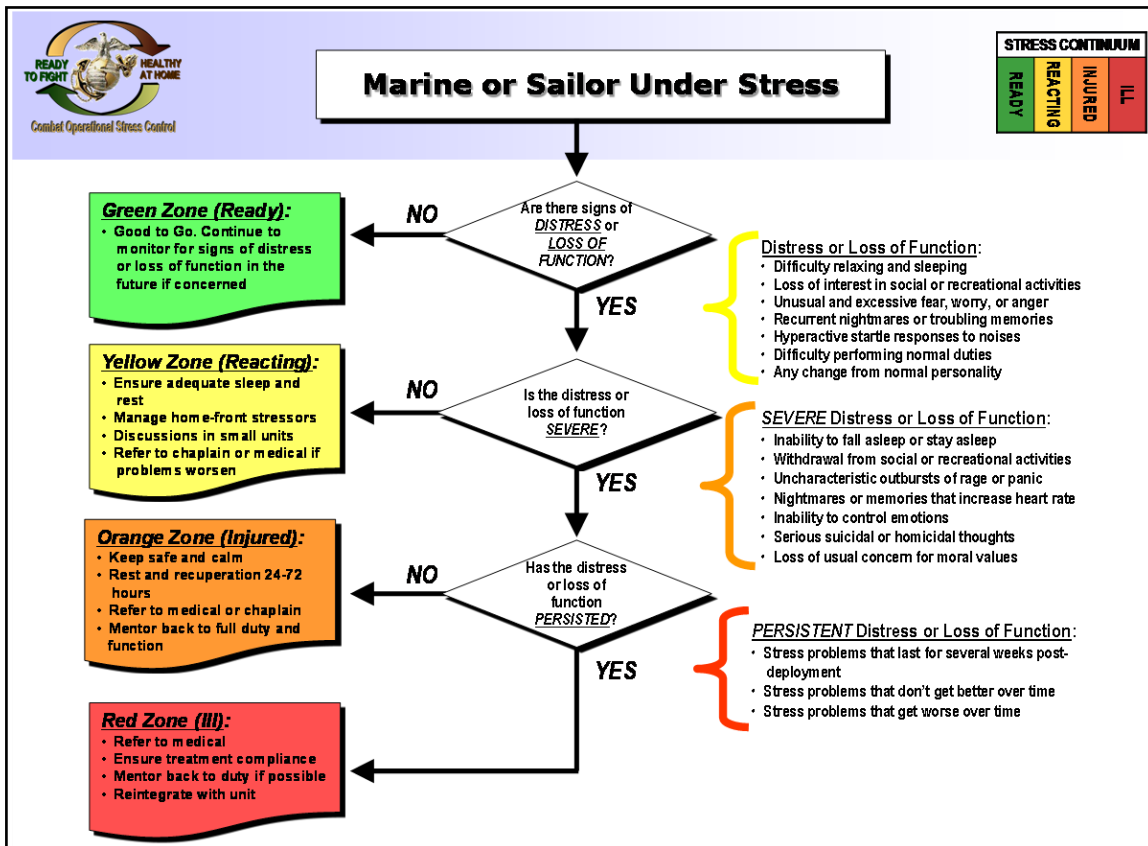 READY
TO FIGHT
HEALTHY
AT HOME
Combat Operational Stress Control
Marine or Sailor Under Stress
STRESS CONTINUUM
READY
REACTING
INJURED
ILL
Are there signs of
DISTRESS or
LOSS OF
FUNCTION?
NO
YES
Green Zone (Ready):
• Good to Go. Continue to
monitor for signs of distress
or loss of function in the
future if concerned
Distress or Loss of Function:
• Difficulty relaxing and sleeping
• Loss of interest in social or recreational activities
• Unusual and excessive fear, worry, or anger
• Recurrent nightmares or troubling memories
• Hyperactive startle responses to noises
• Difficulty performing normal duties
• Any change from normal personality
Is the distress or
loss of function
SEVERE?
NO
YES
Yellow Zone (Reacting):
• Ensure adequate sleep and
rest
• Manage home-front stressors
• Discussions in small units
• Refer to chaplain or medical if
problems worsen
SEVERE Distress or Loss of Function:
• Inability to fall asleep or stay asleep
• Withdrawal from social or recreational activities
• Uncharacteristic outbursts of rage or panic
• Nightmares or memories that increase heart rate
• Inability to control emotions
• Serious suicidal or homicidal thoughts
• Loss of usual concern for moral values
Has the distress
or loss of
function
PERSISTED?
NO
YES
Orange Zone (Injured):
• Keep safe and calm
• Rest and recuperation 24-72
hours
• Refer to medical or chaplain
• Mentor back to full duty and
function
PERSISTENT Distress or Loss of Function:
• Stress problems that last for several weeks post-
deployment
• Stress problems that don't get better over time
• Stress problems that get worse over time
Red Zone (Ill):
• Refer to medical
• Ensure treatment compliance
• Mentor back to duty if possible
• Reintegrate with unit